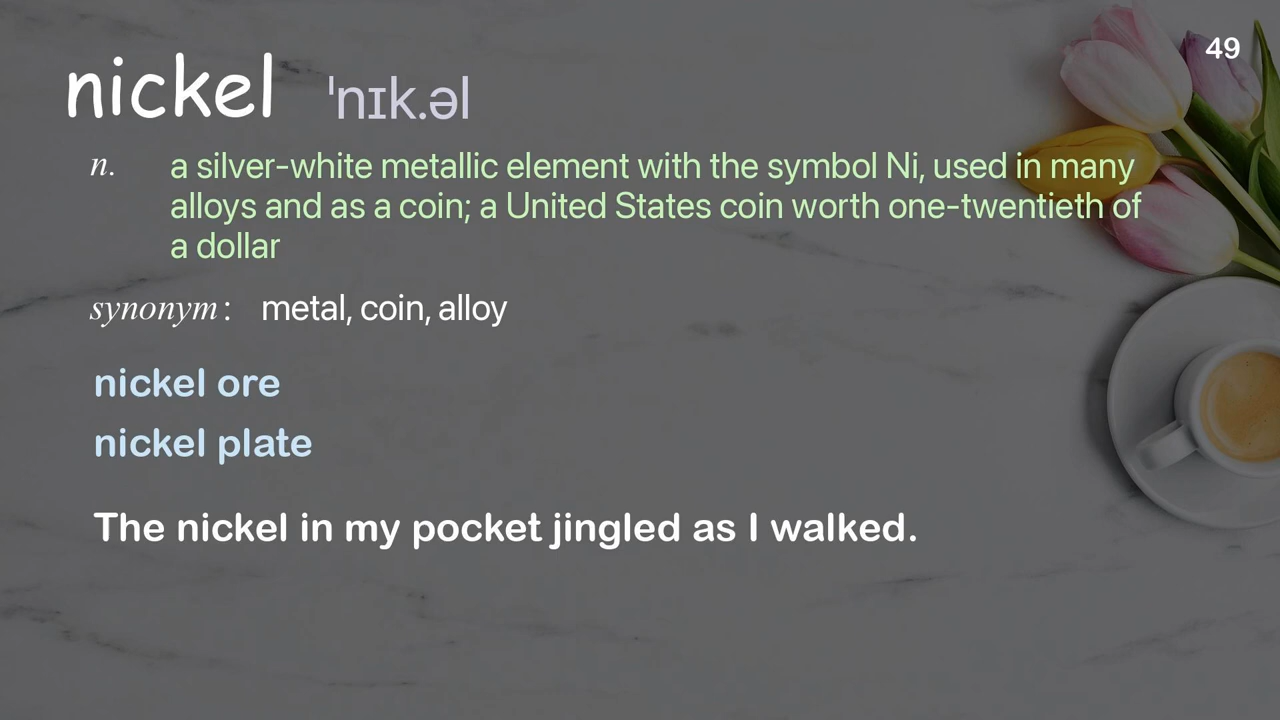 49
nickel ˈnɪk.əl
n. a silver-white metallic element with the symbol Ni, used in many
alloys and as a coin; a United States coin worth one-twentieth of
a dollar
synonym: metal, coin, alloy
nickel ore
nickel plate
The nickel in my pocket jingled as I walked.